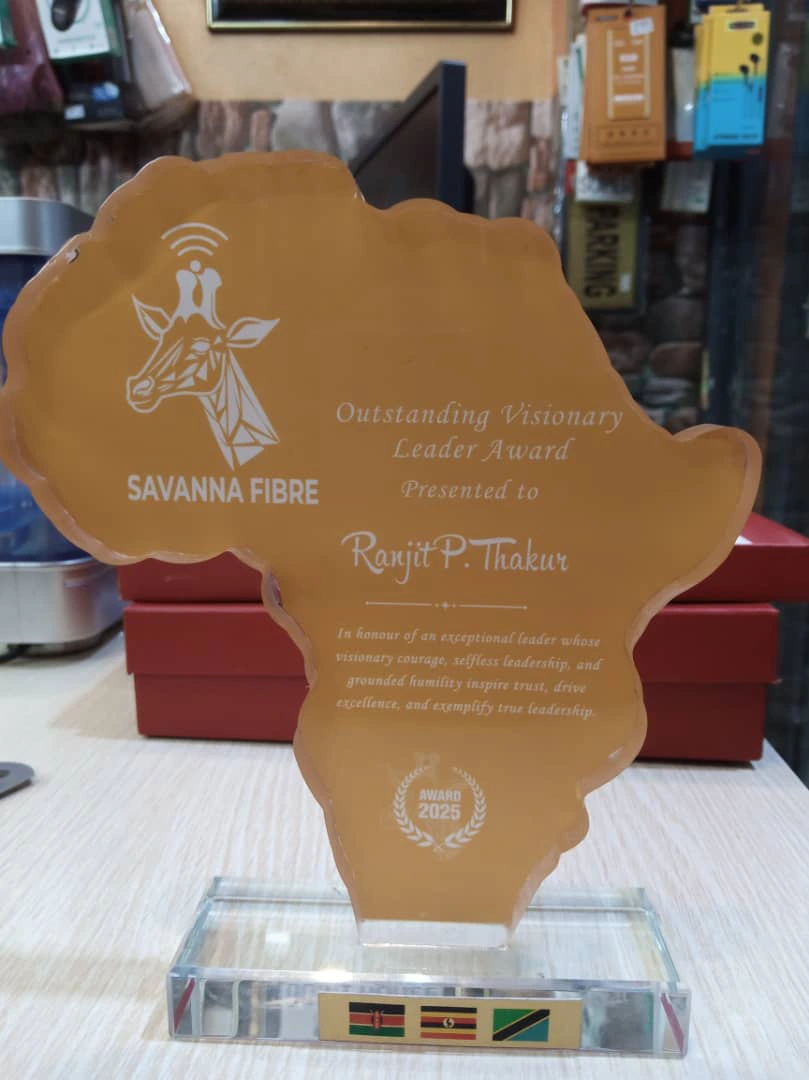 PARKING
SAVANNA FIBRE
Outstanding Visionary
Leader Award
Presented to
Ranjit P. Thakur
In honour of an exceptional leader whose
visionary courage, selfless leadership, and
grounded humility inspire trust, drive
excellence, and exemplify true leadership.
AWARD
2025